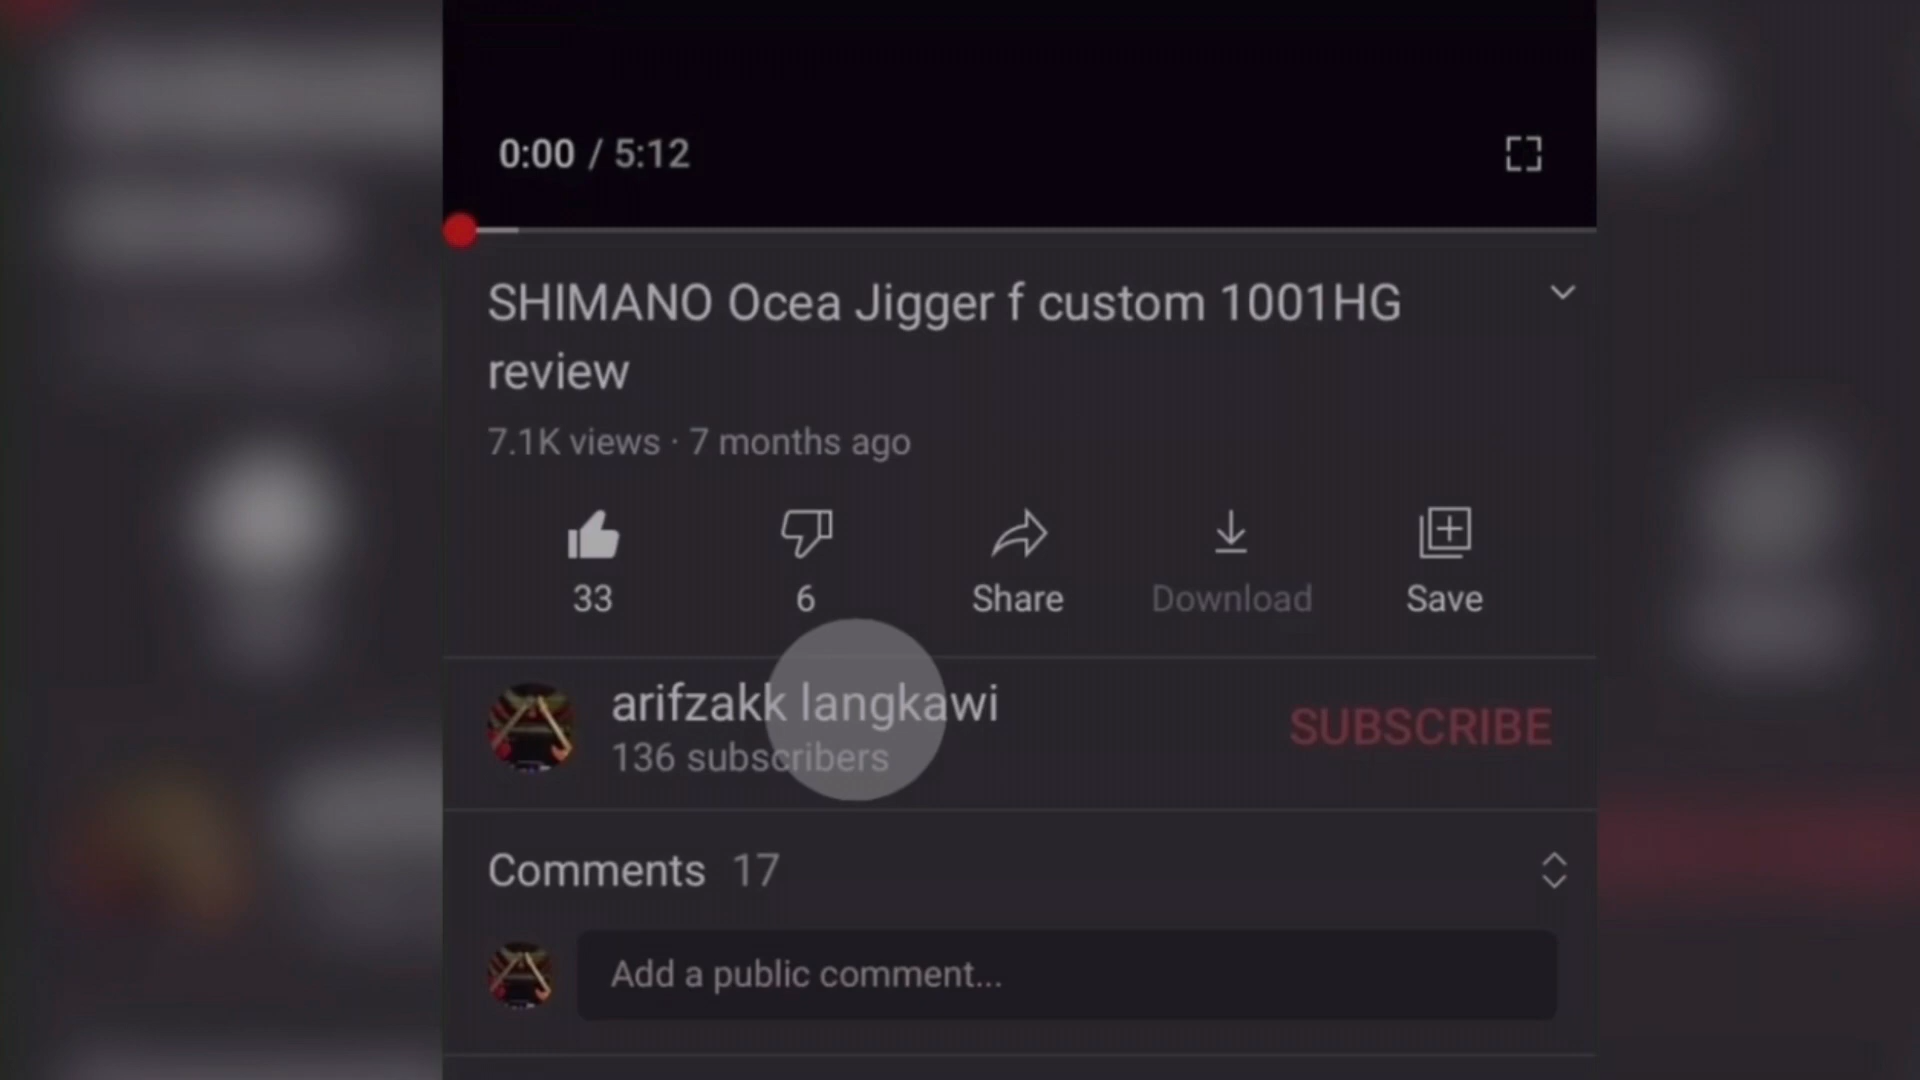 0:00 / 5:12
SHIMANO Ocea Jigger f custom 1001HG
review
7.1K views · 7 months ago
33
6
Share
Download
Save
arifzakk langkawi
136 subscribers
SUBSCRIBE
Comments 17
Add a public comment...